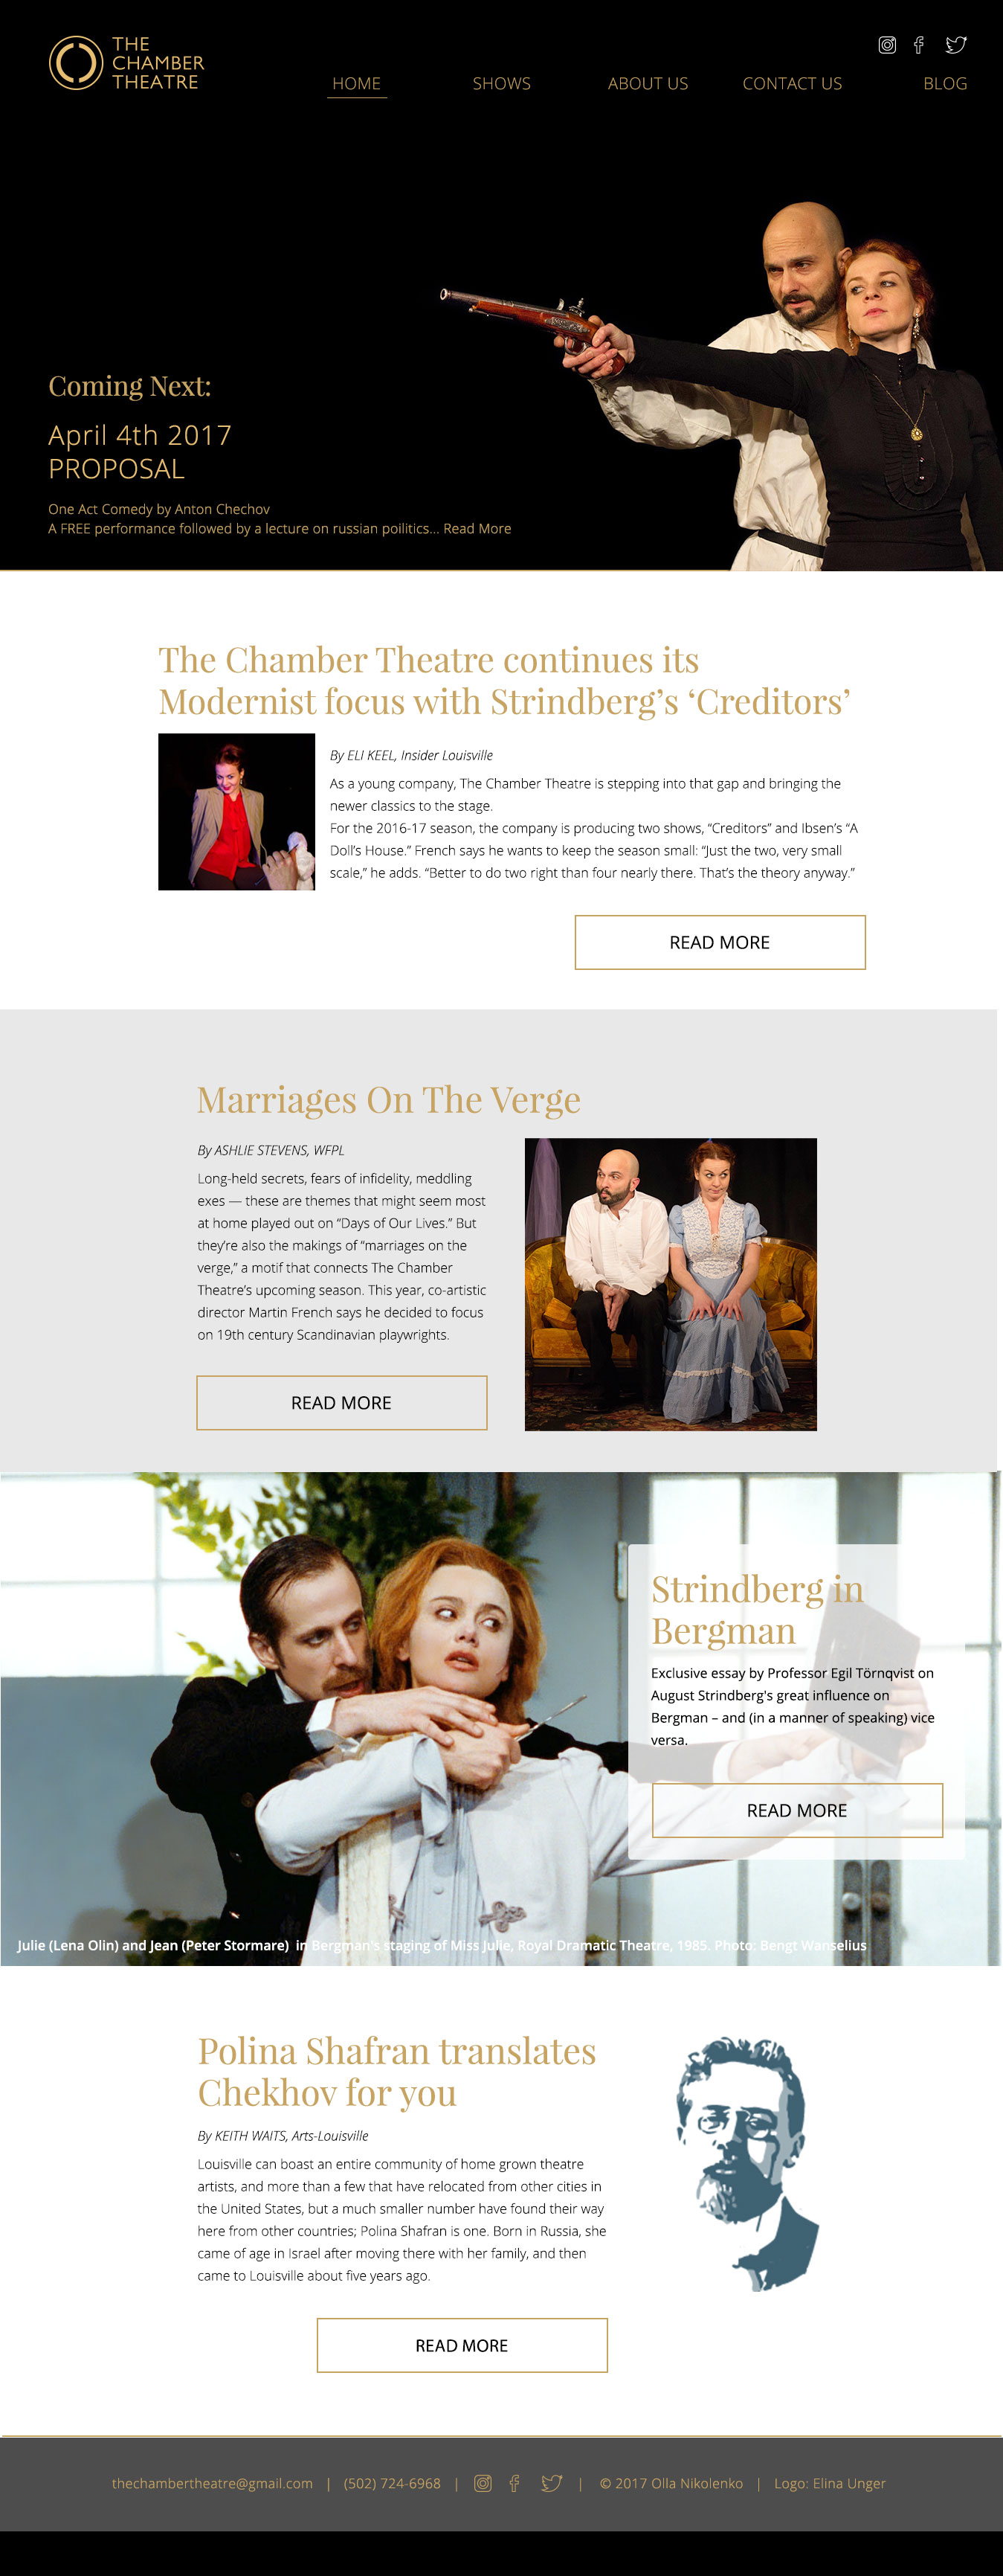 THE
CHAMBER
THEATRE
HOME SHOWS ABOUT US CONTACT US BLOG
Coming Next:
April 4th 2017
PROPOSAL
One Act Comedy by Anton Chechov
A FREE performance followed by a lecture on russian poilitics... Read More
The Chamber Theatre continues its
Modernist focus with Strindberg’s ‘Creditors’
By ELI KEEL, Insider Louisville
As a young company, The Chamber Theatre is stepping into that gap and bringing the
newer classics to the stage.
For the 2016-17 season, the company is producing two shows, “Creditors” and Ibsen’s “A
Doll’s House.” French says he wants to keep the season small: “Just the two, very small
scale,” he adds. “Better to do two right than four nearly there. That’s the theory anyway.”
READ MORE
Marriages On The Verge
By ASHLIE STEVENS, WFPL
Long-held secrets, fears of infidelity, meddling
exes — these are themes that might seem most
at home played out on “Days of Our Lives.” But
they’re also the makings of “marriages on the
verge,” a motif that connects The Chamber
Theatre’s upcoming season. This year, co-artistic
director Martin French says he decided to focus
on 19th century Scandinavian playwrights.
READ MORE
Strindberg in
Bergman
Exclusive essay by Professor Egil Törnqvist on
August Strindberg's great influence on
Bergman – and (in a manner of speaking) vice
versa.
READ MORE
Julie (Lena Olin) and Jean (Peter Stormare)  in Bergman's staging of Miss Julie, Royal Dramatic Theatre, 1985. Photo: Bengt Wanselius
Polina Shafran translates
Chekhov for you
By KEITH WAITS, Arts-Louisville
Louisville can boast an entire community of home grown theatre
artists, and more than a few that have relocated from other cities in
the United States, but a much smaller number have found their way
here from other countries; Polina Shafran is one. Born in Russia, she
came of age in Israel after moving there with her family, and then
came to Louisville about five years ago.
READ MORE
thechambertheatre@gmail.com | (502) 724-6968 | | © 2017 Olla Nikolenko | Logo: Elina Unger